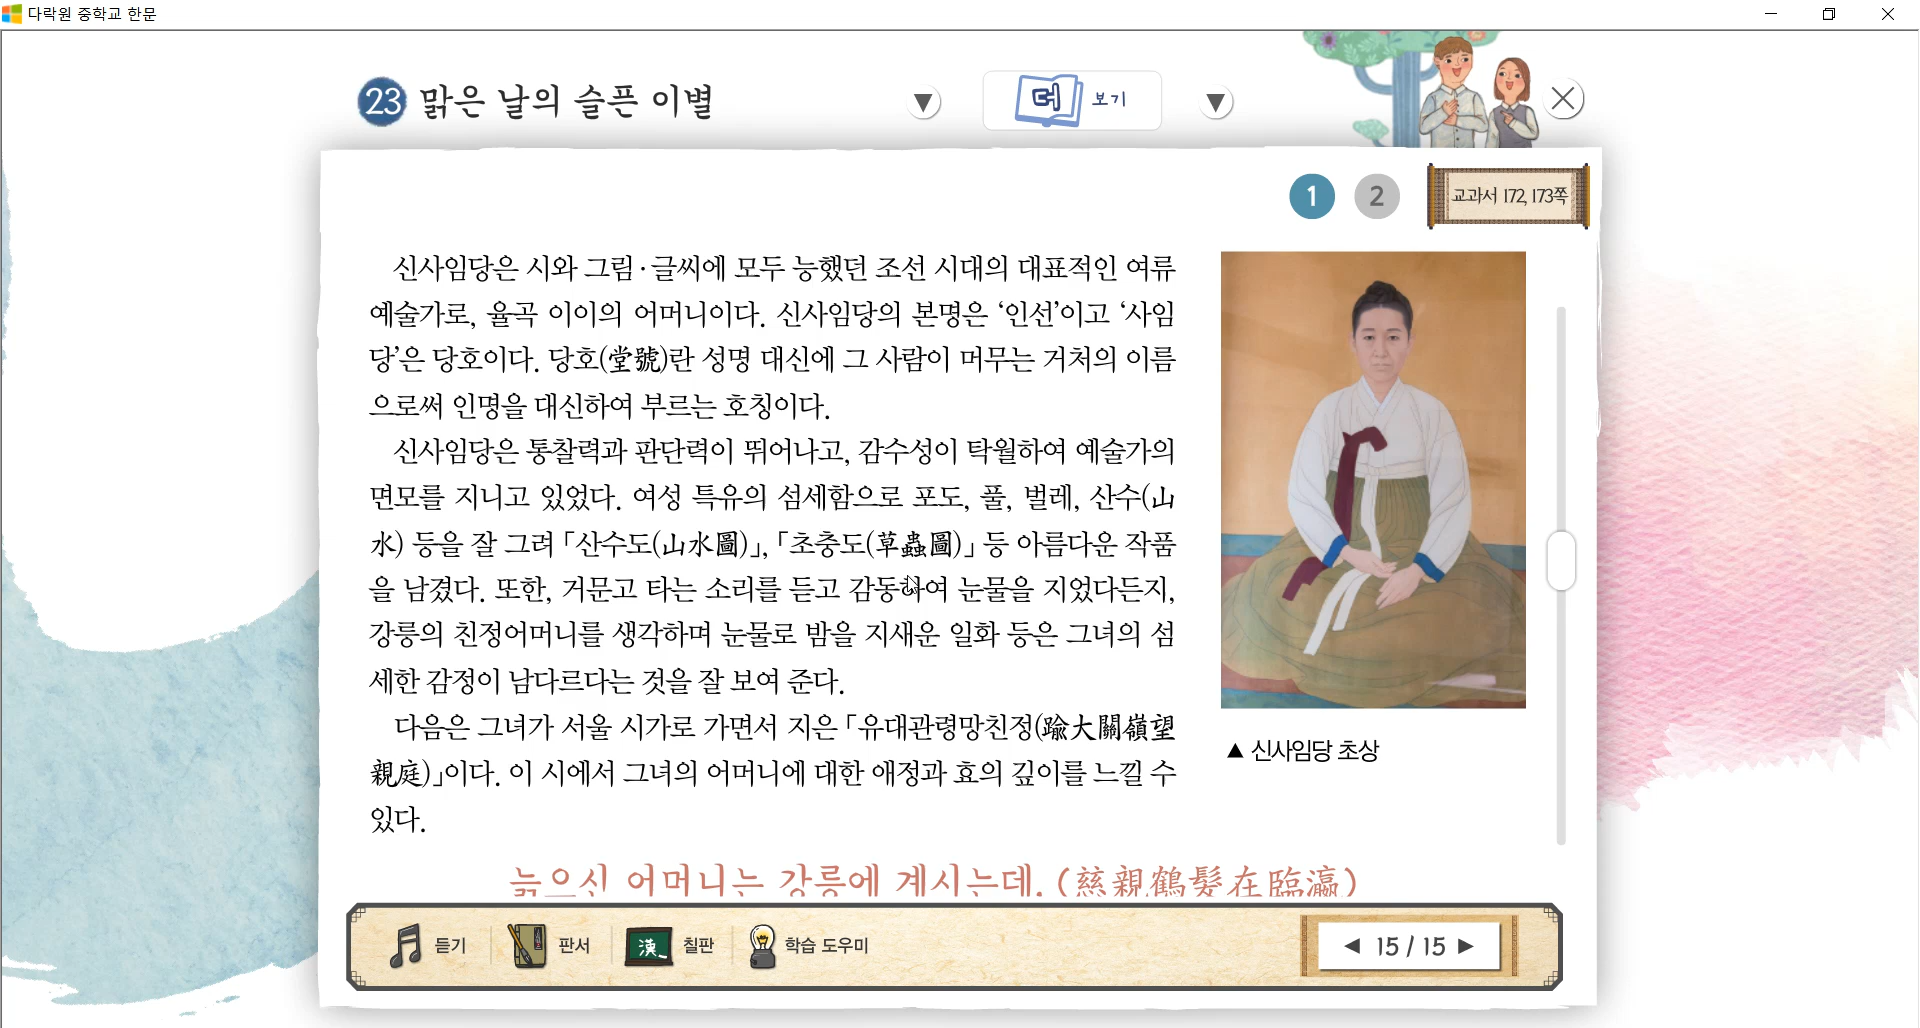 다락원 중학교 한문
23 맑은 날의 슬픈 이별
▼
더 보기
▼
1 2 교과서 172, 173쪽
신사임당은 시와 그림·글씨에 모두 능했던 조선 시대의 대표적인 여류
예술가로, 율곡 이이의 어머니이다. 신사임당의 본명은 ‘인선’이고 ‘사임
당’은 당호이다. 당호(堂號)란 성명 대신에 그 사람이 머무는 거처의 이름
으로써 인명을 대신하여 부르는 호칭이다.
신사임당은 통찰력과 판단력이 뛰어나고, 감수성이 탁월하여 예술가의
면모를 지니고 있었다. 여성 특유의 섬세함으로 포도, 풀, 벌레, 산수(山
水) 등을 잘 그려 「산수도(山水圖)」, 「초충도(草蟲圖)」 등 아름다운 작품
을 남겼다. 또한, 거문고 타는 소리를 듣고 감동하여 눈물을 지었다든지,
강릉의 친정어머니를 생각하며 눈물로 밤을 지새운 일화 등은 그녀의 섬
세한 감정이 남다르다는 것을 잘 보여 준다.
다음은 그녀가 서울 시가로 가면서 지은 「유대관령망친정(踰大關嶺望
親庭)」이다. 이 시에서 그녀의 어머니에 대한 애정과 효의 깊이를 느낄 수
있다.
▲ 신사임당 초상
늙으신 어머니는 강릉에 계시는데, (慈親鶴髮在臨瀛)
듣기
판서
漢 칠판
학습 도우미
◀ 15 / 15 ▶